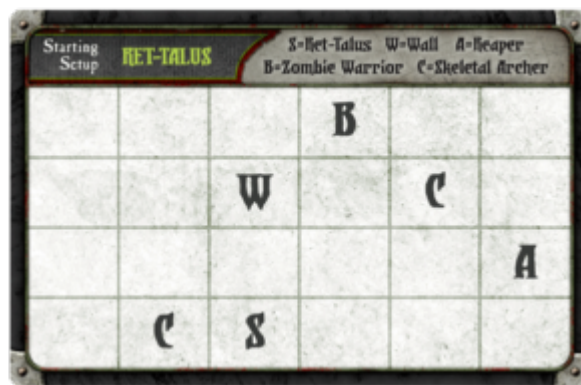 Starting Setup
RET-TALUS
S=Ret-Talus W=Wall A=Reaper
B=Zombie Warrior C=Skeletal Archer
B
W C
A
C S